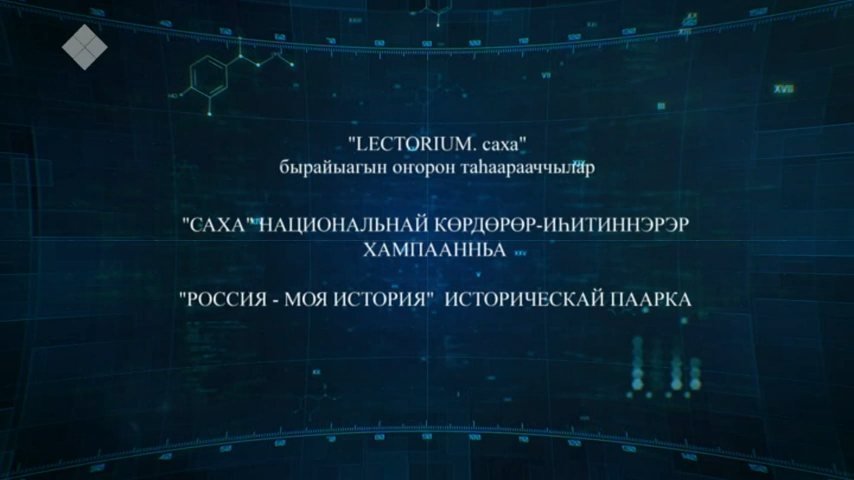 "LECTORIUM. саха"
бырайыагын оҥорон таһаарааччылар
"САХА" НАЦИОНАЛЬНАЙ КӨРДӨРӨР-ИҺИТИННЭРЭР
ХАМПААННЬА
"РОССИЯ - МОЯ ИСТОРИЯ" ИСТОРИЧЕСКАЙ ПААРКА